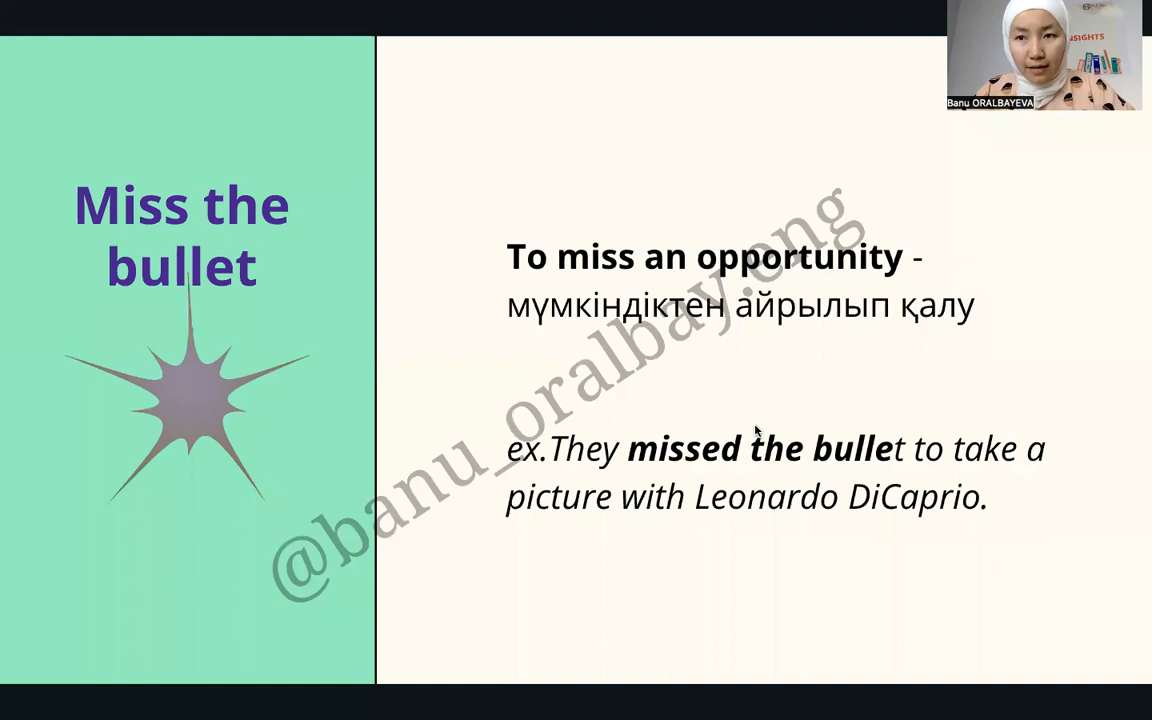 NSIGHTS
Banu ORALBAYEVA
Miss the
bullet
To miss an opportunity -
мүмкіндіктен айрылып қалу
ex.They missed the bullet to take a
picture with Leonardo DiCaprio.
@banu_oralbay.eng